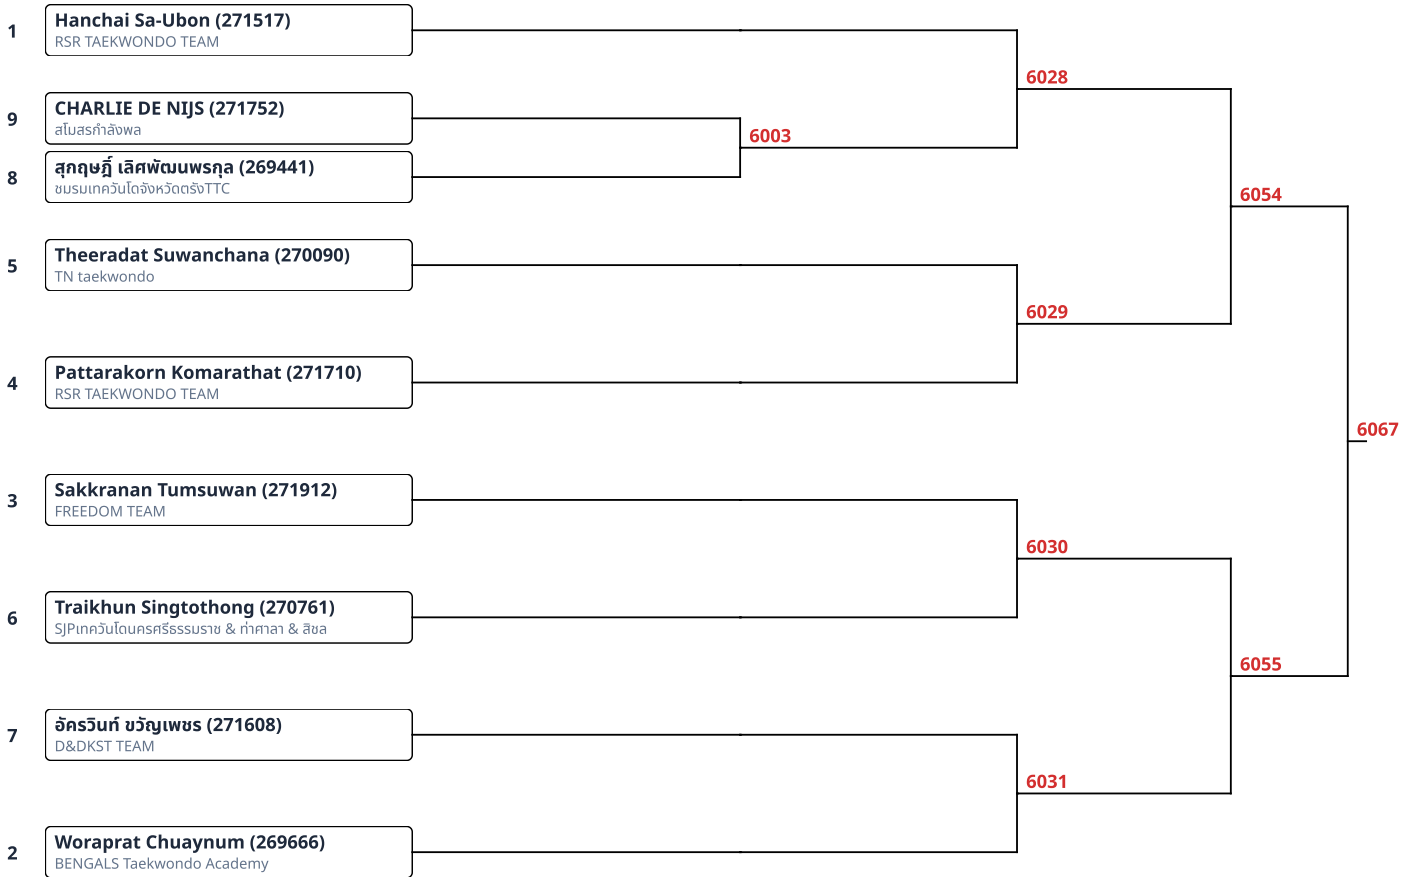 1
Hanchai Sa-Ubon (271517)
RSR TAEKWONDO TEAM
6028
9
CHARLIE DE NIJS (271752)
สโมสรกำลังพล
6003
8
สุกฤษฎิ์ เลิศพัฒนพรกุล (269441)
ชมรมเทควันโดจังหวัดตรังTTC
6054
5
Theeradat Suwanchana (270090)
TN taekwondo
6029
4
Pattarakorn Komarathat (271710)
RSR TAEKWONDO TEAM
6067
3
Sakkranan Tumsuwan (271912)
FREEDOM TEAM
6030
6
Traikhun Singtothong (270761)
SJPเทควันโดนครศรีธรรมราช & ท่าศาลา & สิชล
6055
7
อัครวินท์ ขวัญเพชร (271608)
D&DKST TEAM
6031
2
Woraprat Chuaynum (269666)
BENGALS Taekwondo Academy